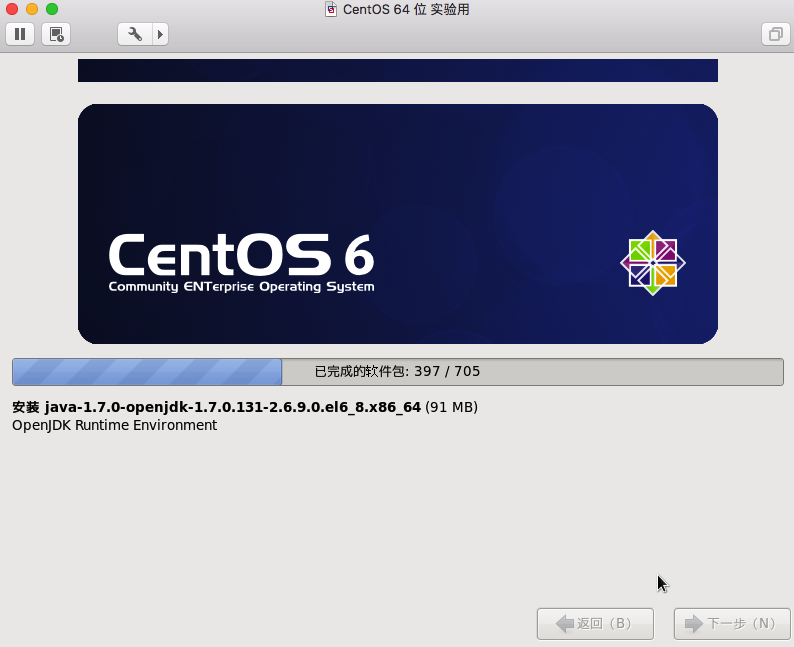 CentOS 64 位 实验用
CentOS 6
Community ENTerprise Operating System
已完成的软件包: 397 / 705
安装 java-1.7.0-openjdk-1.7.0.131-2.6.9.0.el6_8.x86_64 (91 MB)
OpenJDK Runtime Environment
返回（B） 下一步（N）